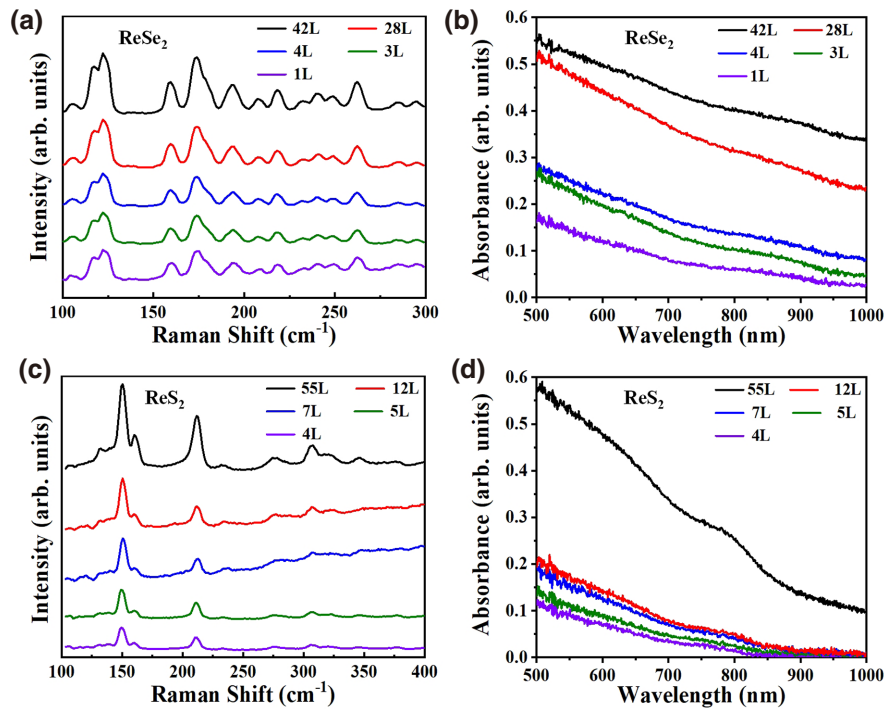 (a)
ReSe2
42L 28L
4L 3L
1L
Intensity (arb. units)
100 150 200 250 300
Raman Shift (cm-1)
(b)
ReSe2
42L 28L
4L 3L
1L
Absorbance (arb. units)
0.6
0.5
0.4
0.3
0.2
0.1
0.0
500 600 700 800 900 1000
Wavelength (nm)
(c)
ReS2
55L 12L
7L 5L
4L
Intensity (arb. units)
100 150 200 250 300 350 400
Raman Shift (cm-1)
(d)
ReS2
55L 12L
7L 5L
4L
Absorbance (arb. units)
0.6
0.5
0.4
0.3
0.2
0.1
0.0
500 600 700 800 900 1000
Wavelength (nm)